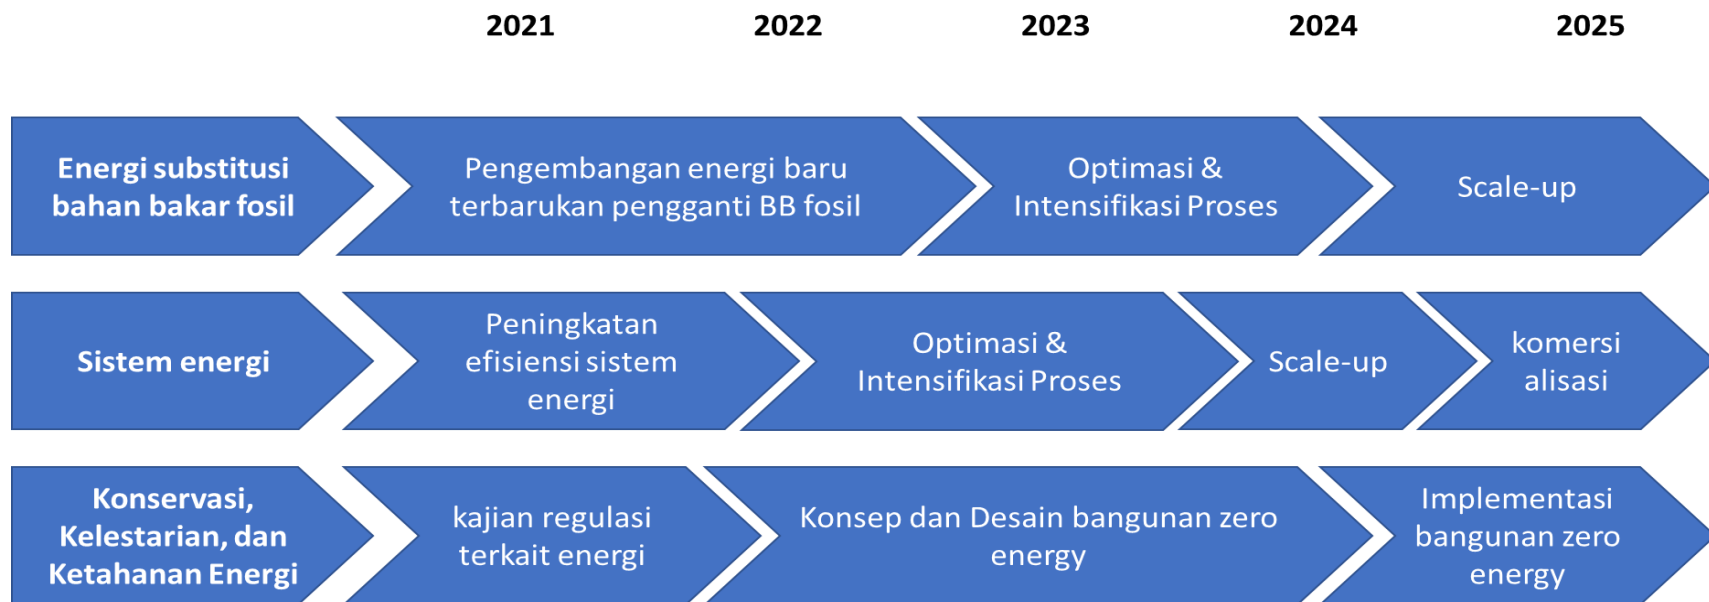 2021 2022 2023 2024 2025
Energi substitusi
bahan bakar fosil
Pengembangan energi baru
terbarukan pengganti BB fosil
Optimasi &
Intensifikasi Proses
Scale-up
Sistem energi
Peningkatan
efisiensi sistem
energi
Optimasi &
Intensifikasi Proses
Scale-up
komersi
alisasi
Konservasi,
Kelestarian, dan
Ketahanan Energi
kajian regulasi
terkait energi
Konsep dan Desain bangunan zero
energy
Implementasi
bangunan zero
energy